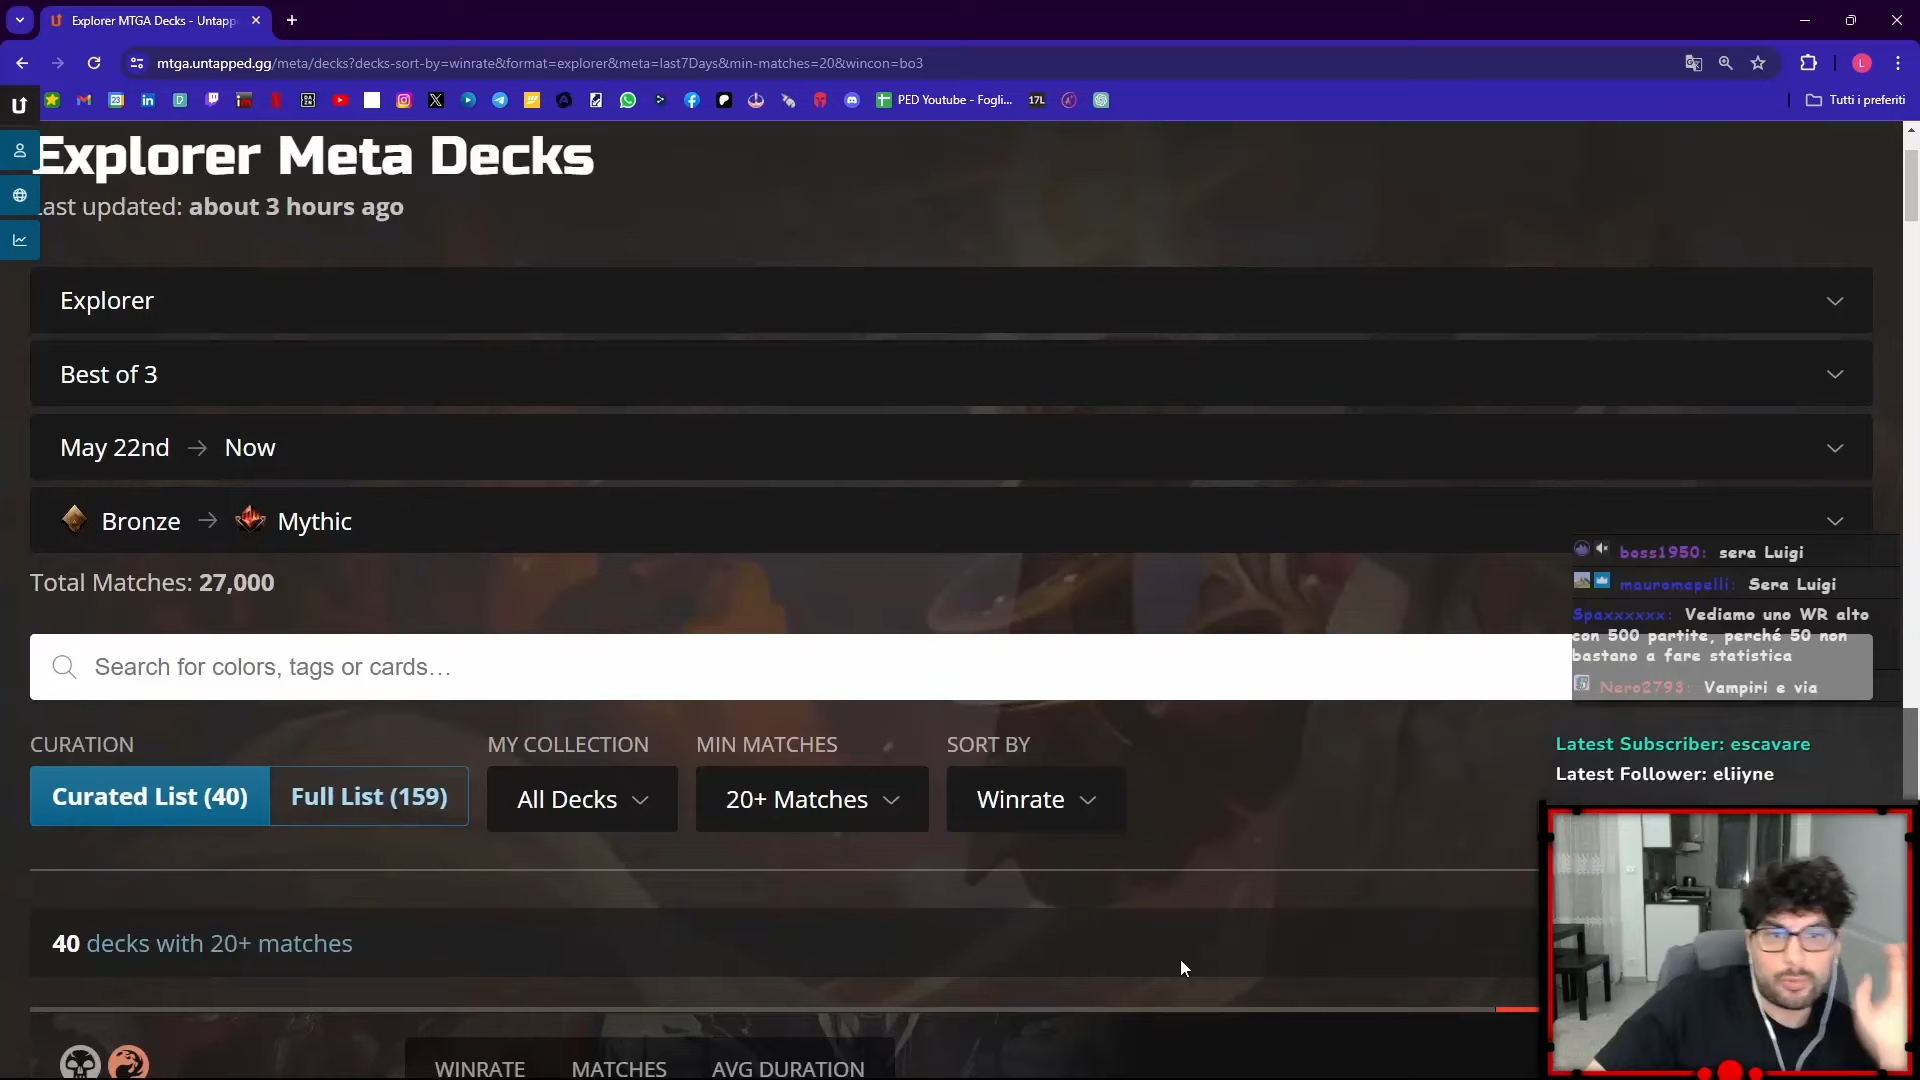 Explorer MTGA Decks - Untapp
mtga.untapped.gg/meta/decks?decks-sort-by=winrate&format=explorer&meta=last7Days&min-matches=20&wincon=bo3
PED Youtube - Fogli...
17L
Tutti i preferiti
Explorer Meta Decks
Last updated: about 3 hours ago
Explorer
Best of 3
May 22nd → Now
Bronze → Mythic
Total Matches: 27,000
boss1950: sera Luigi
mauromapelli: Sera Luigi
Spaxxxxxx: Vediamo uno WR alto
con 500 partite, perché 50 non
bastano a fare statistica
Nero2793: Vampiri e via
Search for colors, tags or cards...
Latest Subscriber: escavare
Latest Follower: eliiyne
CURATION
MY COLLECTION
MIN MATCHES
SORT BY
Curated List (40)
Full List (159)
All Decks
20+ Matches
Winrate
40 decks with 20+ matches
WINRATE
MATCHES
AVG DURATION